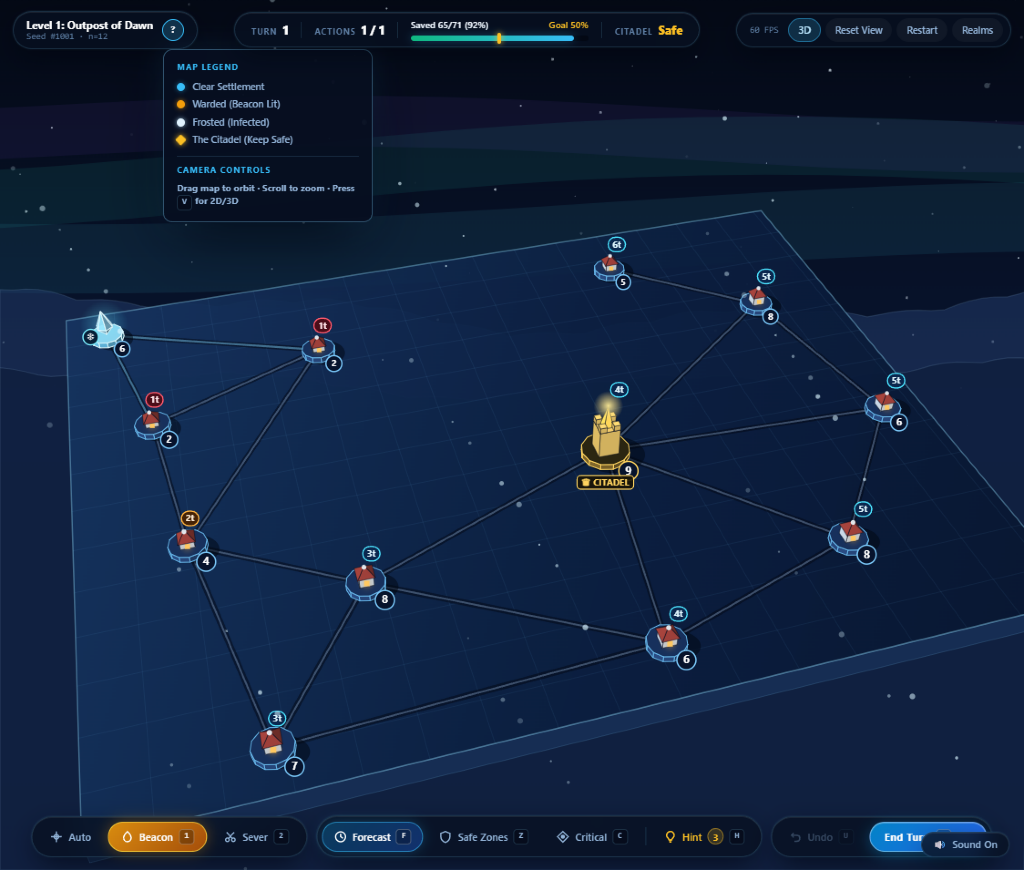 Level 1: Outpost of Dawn
Seed #1001 · n=12
?
TURN 1
ACTIONS 1/1
Saved 65/71 (92%)
Goal 50%
CITADEL Safe
60 FPS
3D
Reset View
Restart
Realms
MAP LEGEND
Clear Settlement
Warded (Beacon Lit)
Frosted (Infected)
The Citadel (Keep Safe)
CAMERA CONTROLS
Drag map to orbit · Scroll to zoom · Press
V for 2D/3D
6t
5
5t
8
1t
2
6
5t
6
4t
9
CITADEL
1t
2
2t
4
5t
8
3t
8
4t
6
3t
7
Auto
Beacon 1
Sever 2
Forecast F
Safe Zones Z
Critical C
Hint 3 H
Undo U
End Tur
Sound On